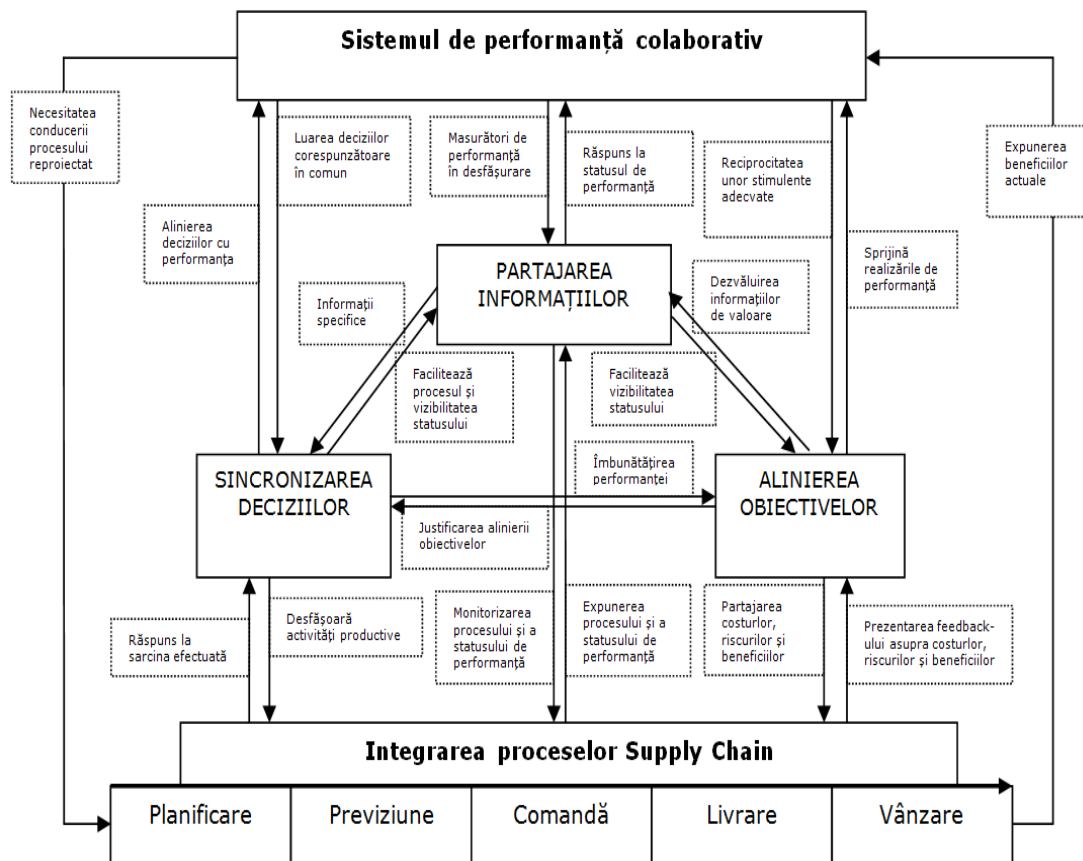 Sistemul de performanță colaborativ
Necesitatea
conducerii
procesului
reproiectat
Luarea deciziilor
corespunzătoare
în comun
Masurători de
performanță
în desfășurare
Răspuns la
statusul de
performanță
Reciprocitatea
unor stimulente
adecvate
Expunerea
beneficiilor
actuale
Alinierea
deciziilor cu
performanța
Sprijină
realizările de
performanță
PARTAJAREA
INFORMAȚIILOR
Informații
specifice
Dezvăluirea
informațiilor
de valoare
Facilitează
procesul și
vizibilitatea
statusului
Facilitează
vizibilitatea
statusului
SINCRONIZAREA
DECIZIILOR
Îmbunătățirea
performanței
ALINIEREA
OBIECTIVELOR
Justificarea alinierii
obiectivelor
Răspuns la
sarcina efectuată
Desfășoară
activități productive
Monitorizarea
procesului și a
statusului de
performanță
Expunerea
procesului și a
statusului de
performanță
Partajarea
costurlor,
riscurilor și
beneficiilor
Prezentarea feedback-
ului asupra costurlor,
riscurilor și beneficiilor
Integrarea proceselor Supply Chain
Planificare
Previziune
Comandă
Livrare
Vânzare